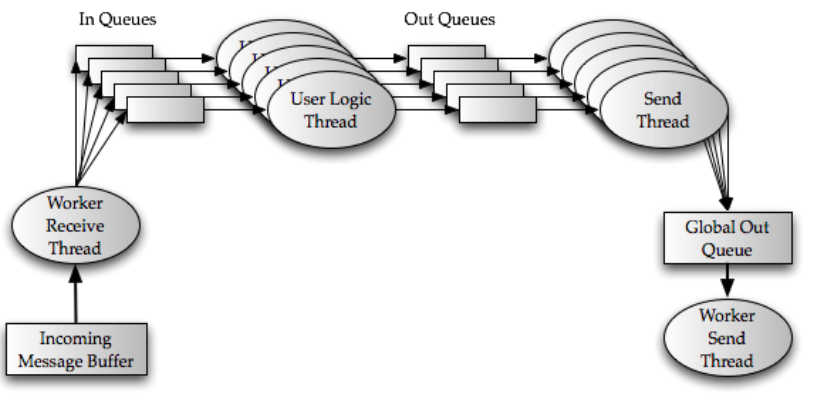 In Queues
Out Queues
User Logic
Thread
Send
Thread
Worker
Receive
Thread
Global Out
Queue
Incoming
Message Buffer
Worker
Send
Thread